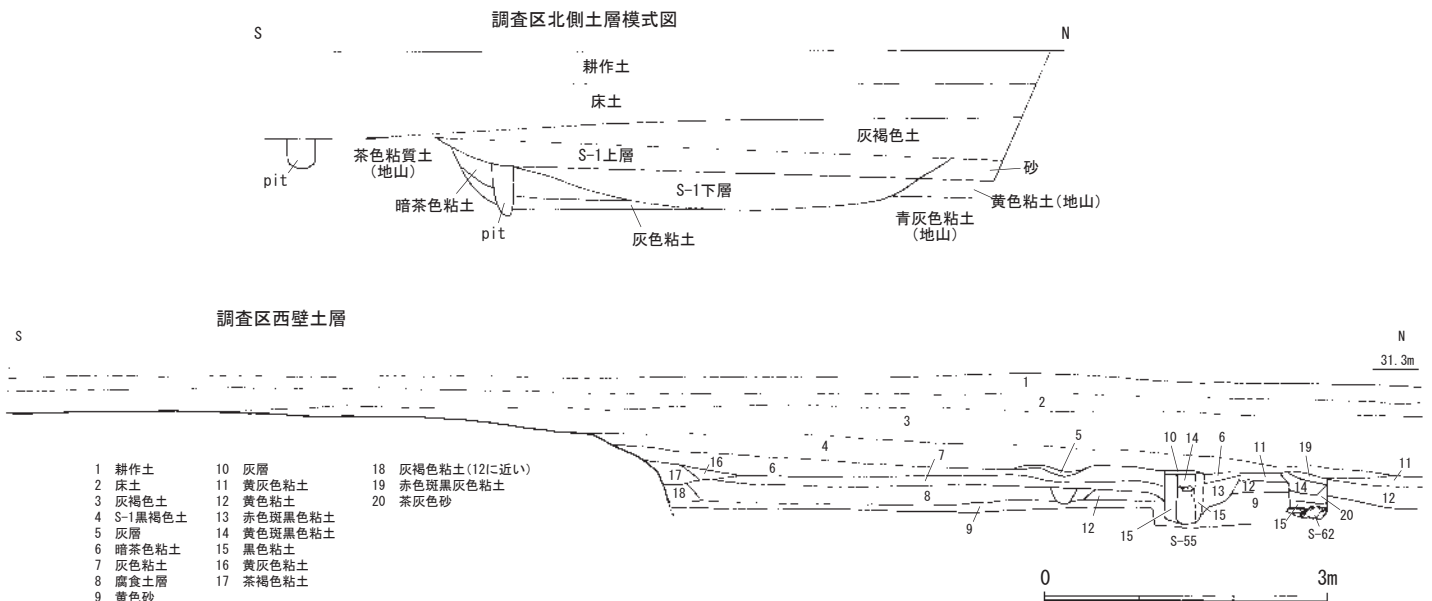 調査区北側土層模式図
S
N
耕作土
床土
灰褐色土
茶色粘質土
(地山)
S-1上層
砂
pit
S-1下層
暗茶色粘土
黄色粘土(地山)
青灰色粘土
(地山)
pit
灰色粘土
調査区西壁土層
S
N
31.3m
1
2
3
4
5
10
14
6
11
19
11
16
6
7
17
18
8
13
12
9
14
12
9
12
15
15
15
20
S-55
S-62
1 耕作土
2 床土
3 灰褐色土
4 S-1黒褐色土
5 灰層
6 暗茶色粘土
7 灰色粘土
8 腐食土層
9 黄色砂
10 灰層
11 黄灰色粘土
12 黄色粘土
13 赤色斑黒色粘土
14 黄色斑黒色粘土
15 黒色粘土
16 黄灰色粘土
17 茶褐色粘土
18 灰褐色粘土(12に近い)
19 赤色斑黒灰色粘土
20 茶灰色砂
0
3m